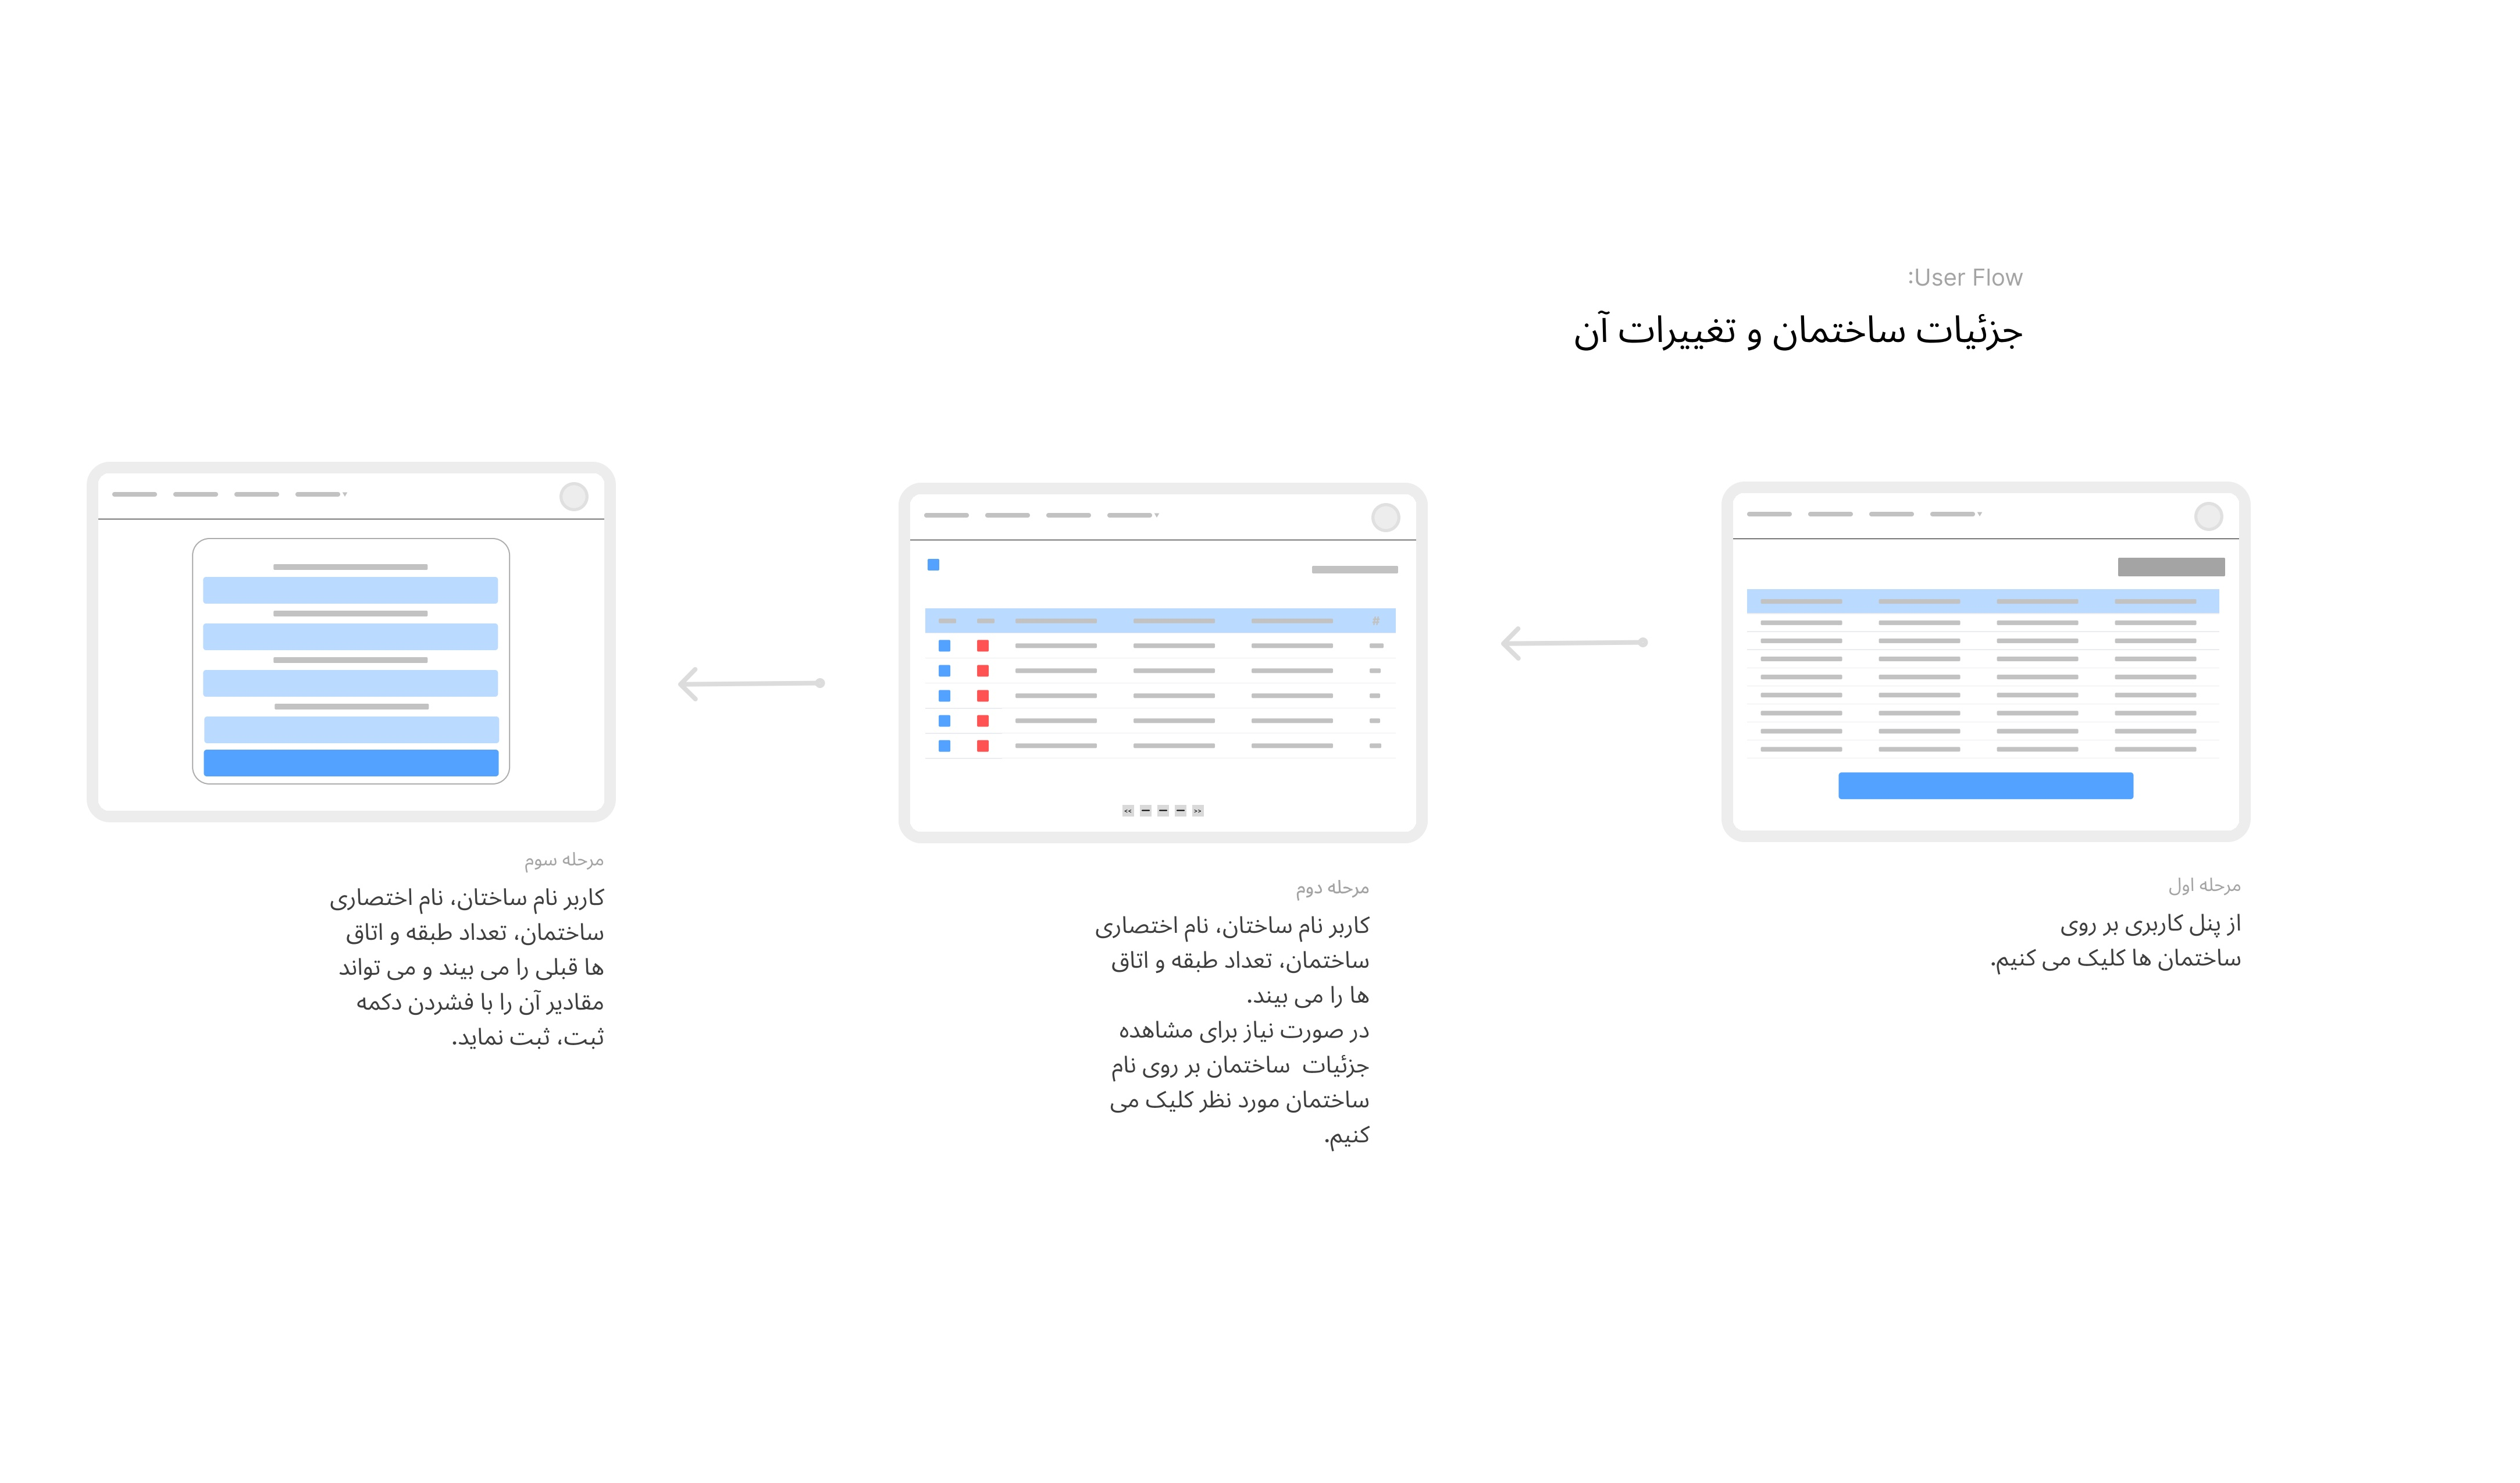 User Flow:
جزئیات ساختمان و تغییرات آن
#
<<
>>
مرحله اول
از پنل کاربری بر روی
ساختمان ها کلیک می کنیم.
مرحله دوم
کاربر نام ساختان، نام اختصاری
ساختمان، تعداد طبقه و اتاق
ها را می بیند.
در صورت نیاز برای مشاهده
جزئیات  ساختمان بر روی نام
ساختمان مورد نظر کلیک می
کنیم.
مرحله سوم
کاربر نام ساختان، نام اختصاری
ساختمان، تعداد طبقه و اتاق
ها قبلی را می بیند و می تواند
مقادیر آن را با فشردن دکمه
ثبت، ثبت نماید.